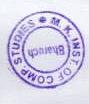 M. K. INST. OF COMP STUDIES
Bharuch